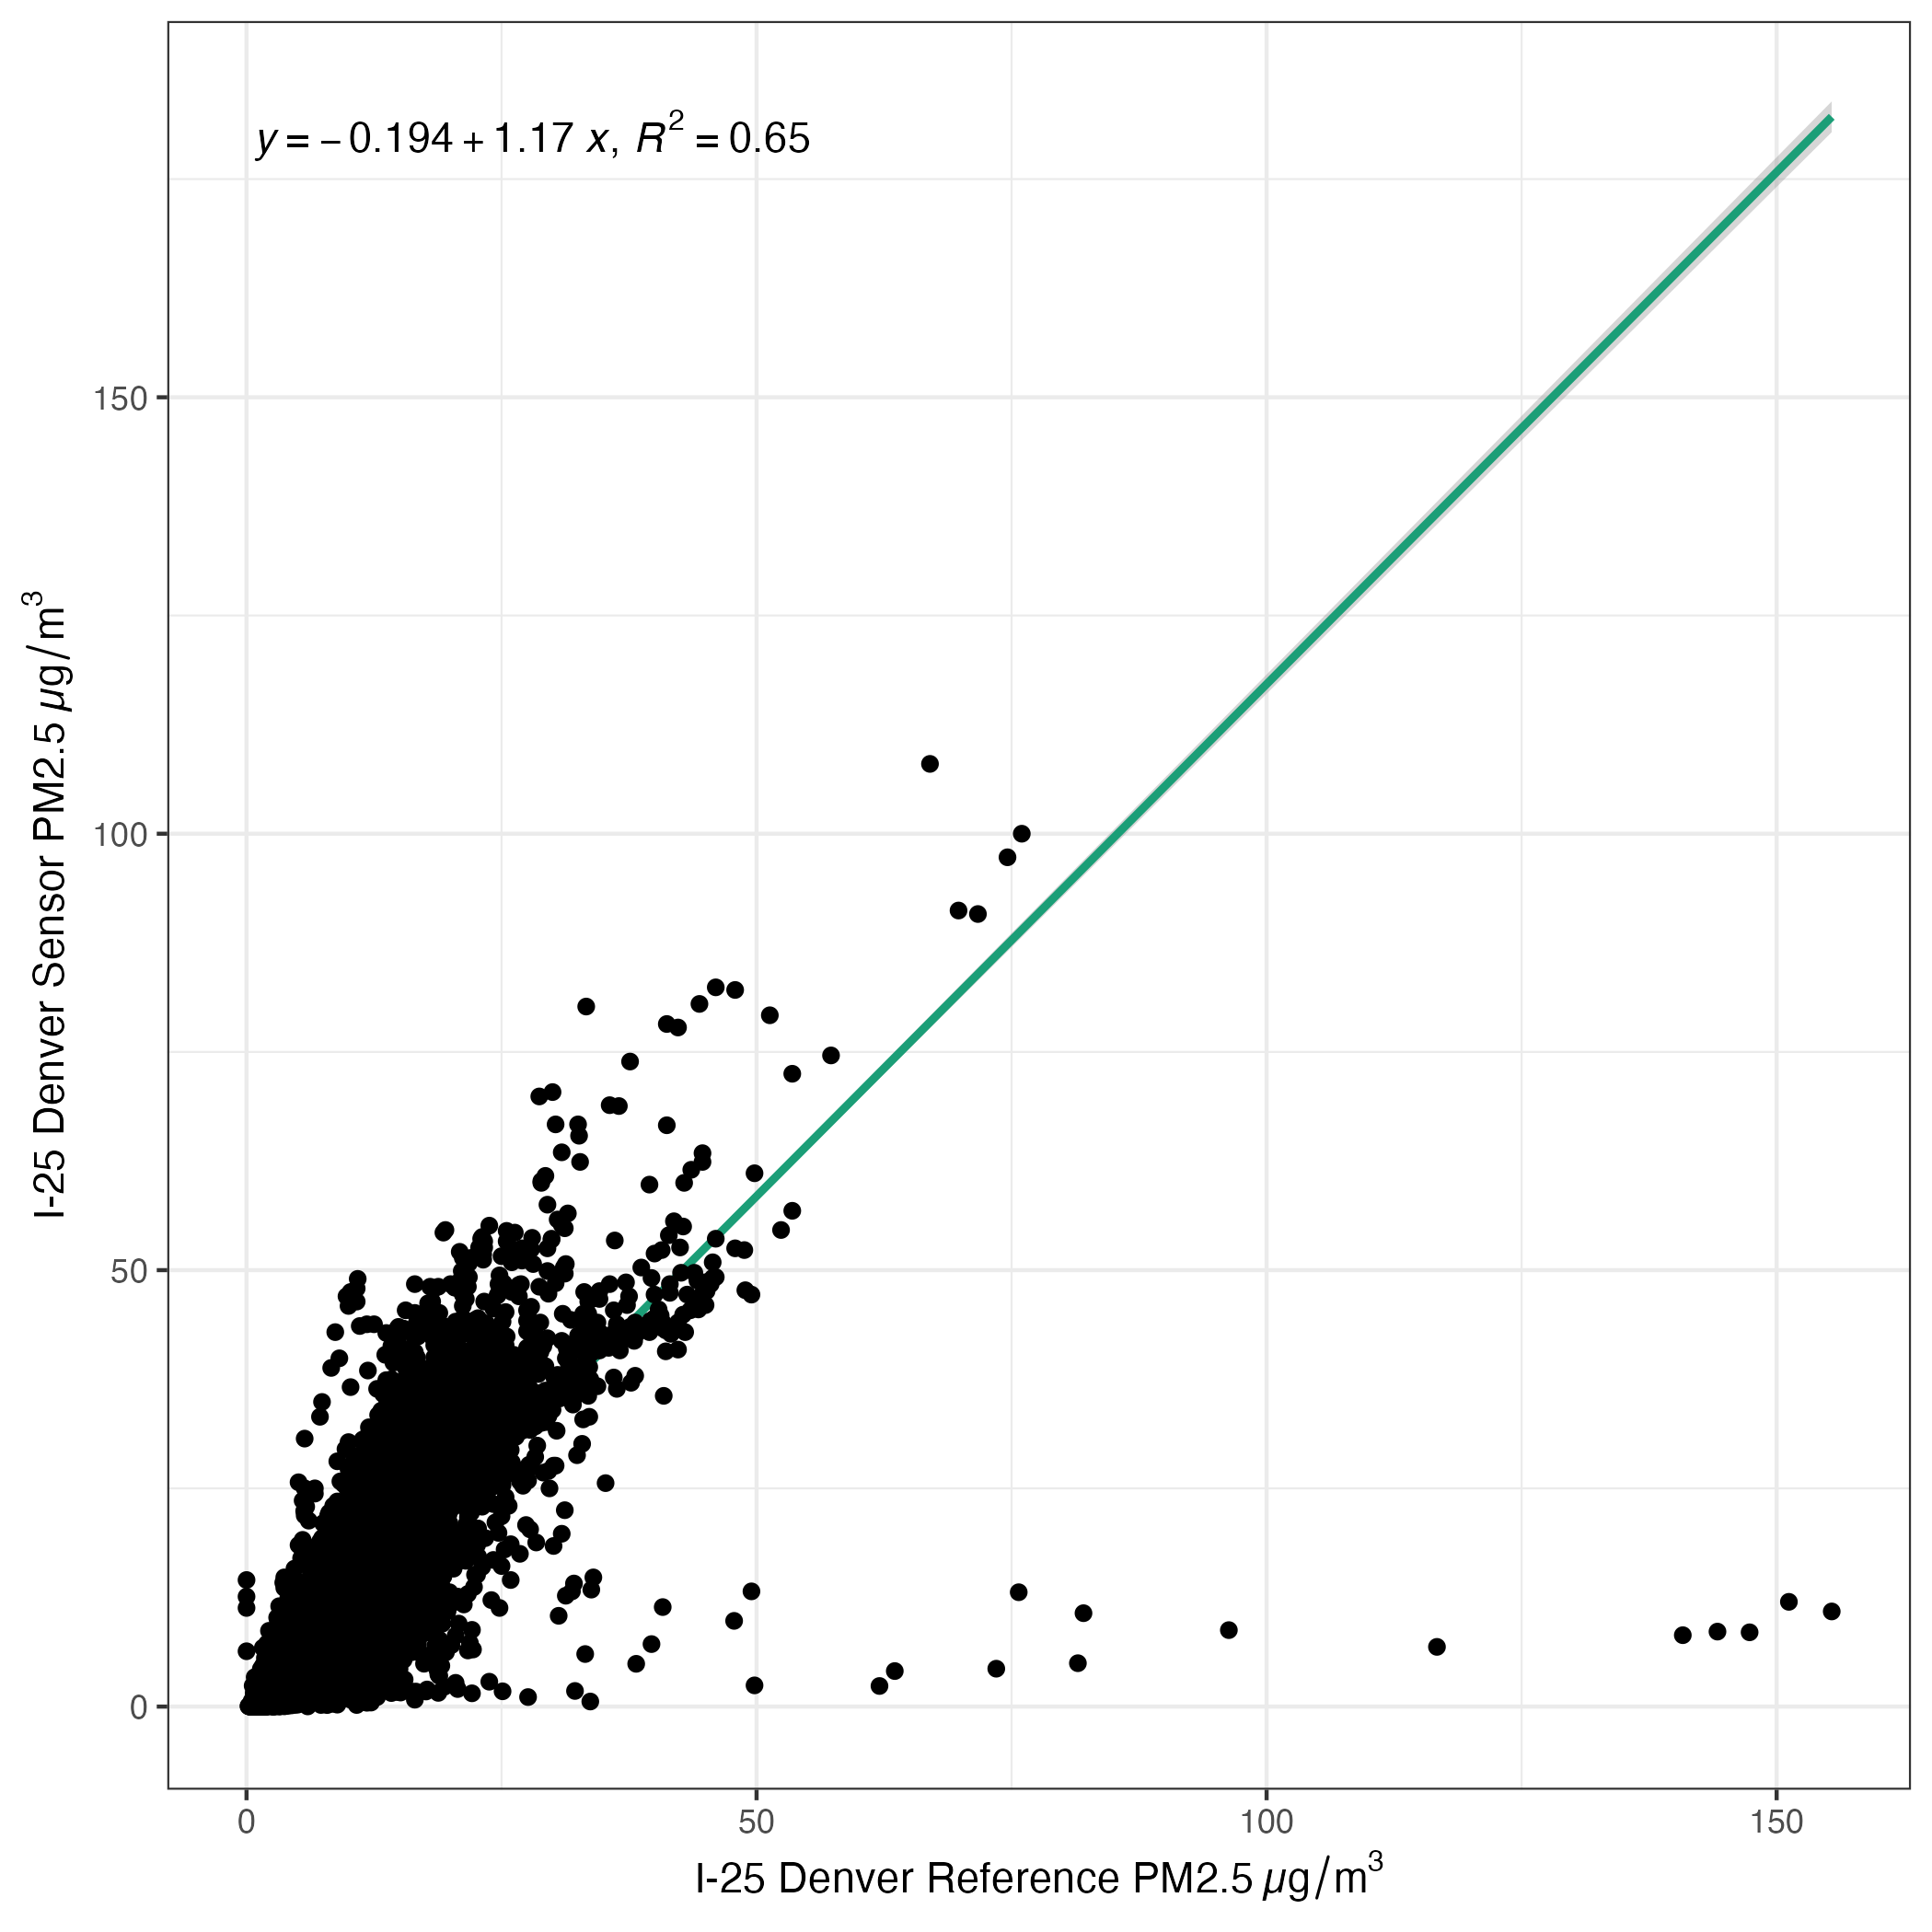 y = − 0.194 + 1.17 x, R² = 0.65
150
100
50
0
I-25 Denver Sensor PM2.5 μg/m³
0 50 100 150
I-25 Denver Reference PM2.5 μg/m³